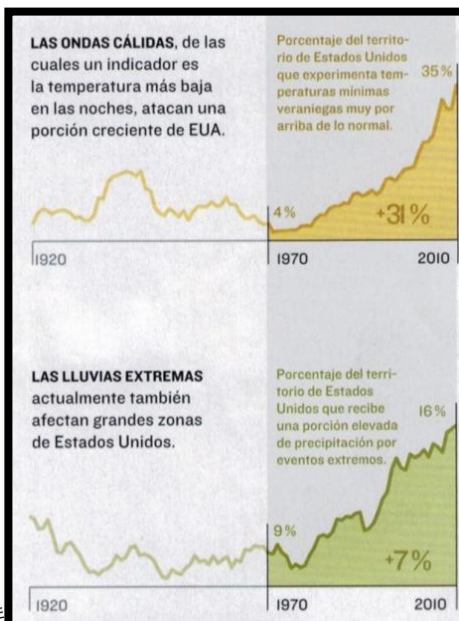 LAS ONDAS CÁLIDAS, de las
cuales un indicador es
la temperatura más baja
en las noches, atacan una
porción creciente de EUA.
Porcentaje del territo-
rio de Estados Unidos
que experimenta tem-
peraturas mínimas
veraniegas muy por
arriba de lo normal.
35%
4%
+31%
1920
1970
2010
LAS LLUVIAS EXTREMAS
actualmente también
afectan grandes zonas
de Estados Unidos.
Porcentaje del terri-
torio de Estados
Unidos que recibe
una porción elevada
de precipitación por
eventos extremos.
16%
9%
+7%
1920
1970
2010